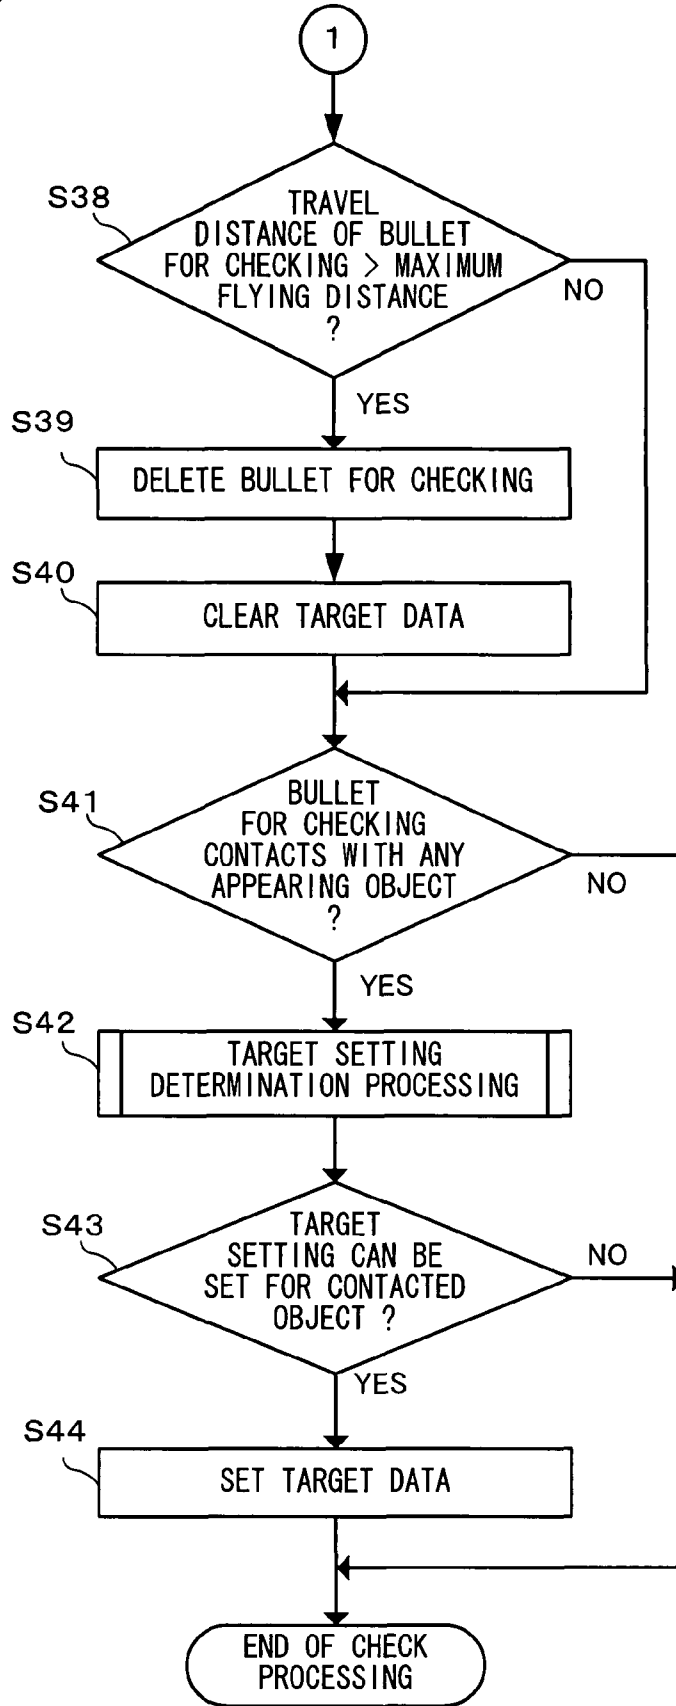 1
S38
TRAVEL
DISTANCE OF BULLET
FOR CHECKING > MAXIMUM
FLYING DISTANCE
?
NO
YES
S39
DELETE BULLET FOR CHECKING
S40
CLEAR TARGET DATA
S41
BULLET
FOR CHECKING
CONTACTS WITH ANY
APPEARING OBJECT
?
NO
YES
S42
TARGET SETTING
DETERMINATION PROCESSING
S43
TARGET
SETTING CAN BE
SET FOR CONTACTED
OBJECT ?
NO
YES
S44
SET TARGET DATA
END OF CHECK
PROCESSING